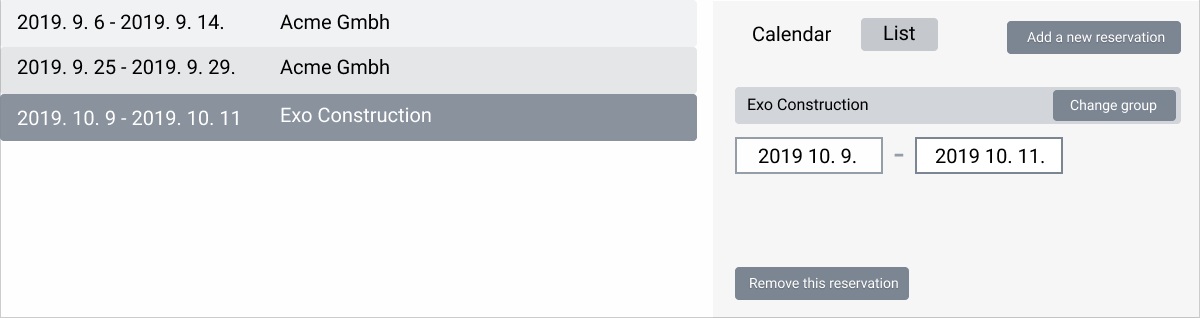 2019. 9. 6 - 2019. 9. 14. Acme Gmbh
2019. 9. 25 - 2019. 9. 29. Acme Gmbh
2019. 10. 9 - 2019. 10. 11 Exo Construction
Calendar List Add a new reservation
Exo Construction Change group
2019 10. 9. - 2019 10. 11.
Remove this reservation